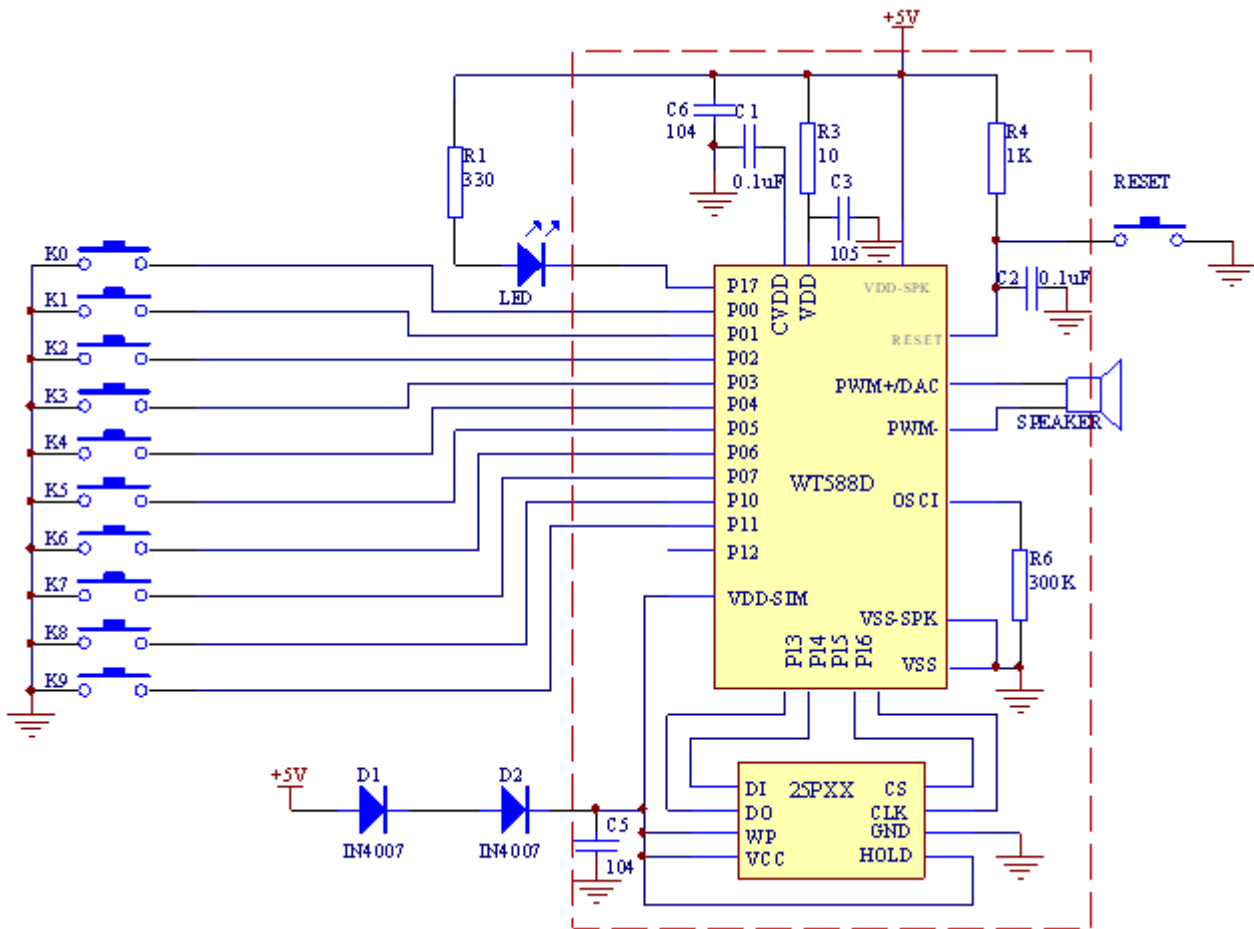 +5V
C6
104
C1
0.1uF
R3
10
C3
105
R4
1K
R1
330
RESET
C2
0.1uF
LED
K0
K1
K2
K3
K4
K5
K6
K7
K8
K9
P17
P00
P01
P02
P03
P04
P05
P06
P07
P10
P11
P12
VDD-SIM
CVDD
VDD
VDD-SPK
RESET
PWM+/DAC
PWM-
SPEAKER
WT588D
OSCI
R6
300K
VSS-SPK
VSS
P13
P14
P15
P16
+5V
D1
IN4007
D2
IN4007
C5
104
25PXX
DI
DO
WP
VCC
CS
CLK
GND
HOLD